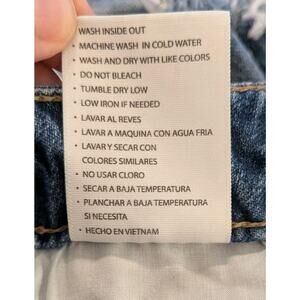 WASH INSIDE OUT
• MACHINE WASH IN COLD WATER
• WASH AND DRY WITH LIKE COLORS
• DO NOT BLEACH
• TUMBLE DRY LOW
• LOW IRON IF NEEDED
• LAVAR AL REVES
• LAVAR A MAQUINA CON AGUA FRIA
• LAVAR Y SECAR CON
COLORES SIMILARES
• NO USAR CLORO
• SECAR A BAJA TEMPERATURA
• PLANCHAR A BAJA TEMPERATURA
SI NECESITA
• HECHO EN VIETNAM